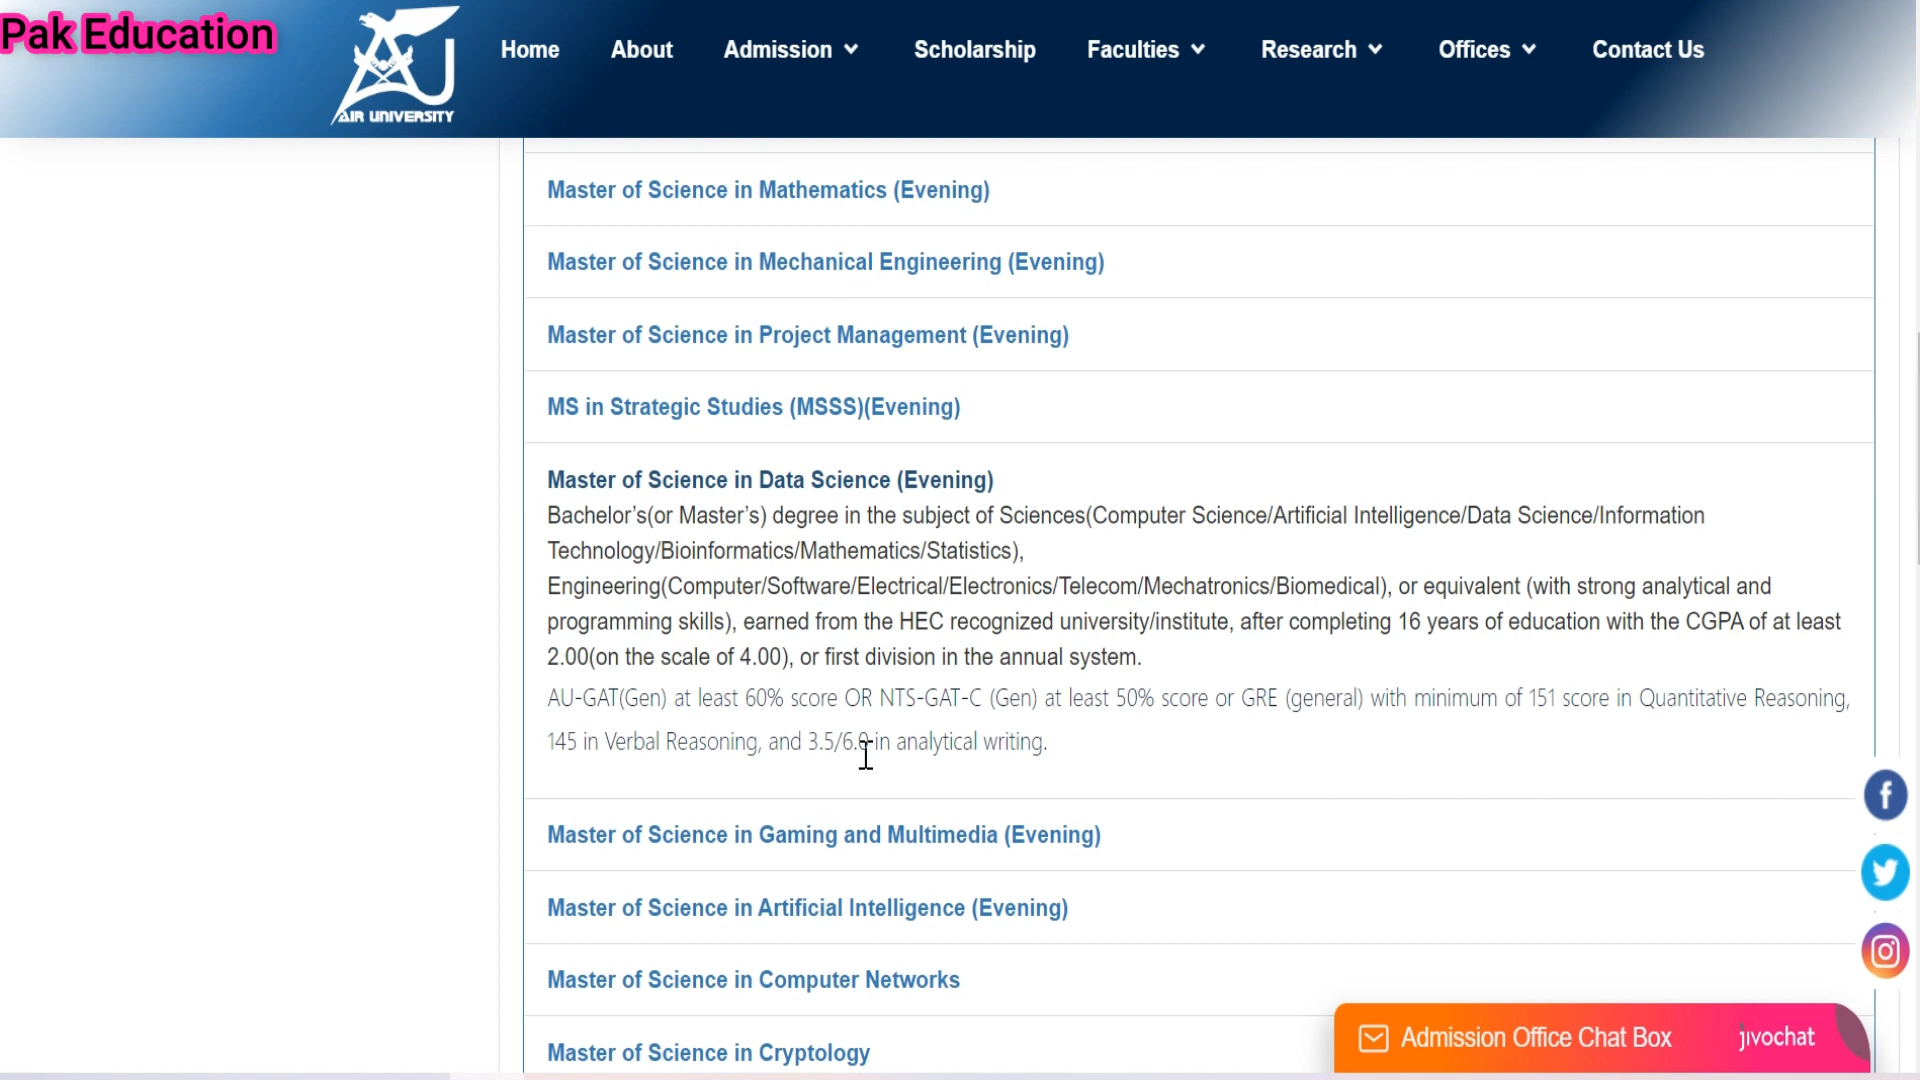 Pak Education
AIR UNIVERSITY
Home About Admission Scholarship Faculties Research Offices Contact Us
Master of Science in Mathematics (Evening)
Master of Science in Mechanical Engineering (Evening)
Master of Science in Project Management (Evening)
MS in Strategic Studies (MSSS)(Evening)
Master of Science in Data Science (Evening)
Bachelor’s(or Master’s) degree in the subject of Sciences(Computer Science/Artificial Intelligence/Data Science/Information
Technology/Bioinformatics/Mathematics/Statistics),
Engineering(Computer/Software/Electrical/Electronics/Telecom/Mechatronics/Biomedical), or equivalent (with strong analytical and
programming skills), earned from the HEC recognized university/institute, after completing 16 years of education with the CGPA of at least
2.00(on the scale of 4.00), or first division in the annual system.
AU-GAT(Gen) at least 60% score OR NTS-GAT-C (Gen) at least 50% score or GRE (general) with minimum of 151 score in Quantitative Reasoning,
145 in Verbal Reasoning, and 3.5/6.0 in analytical writing.
Master of Science in Gaming and Multimedia (Evening)
Master of Science in Artificial Intelligence (Evening)
Master of Science in Computer Networks
Master of Science in Cryptology
Admission Office Chat Box jivochat